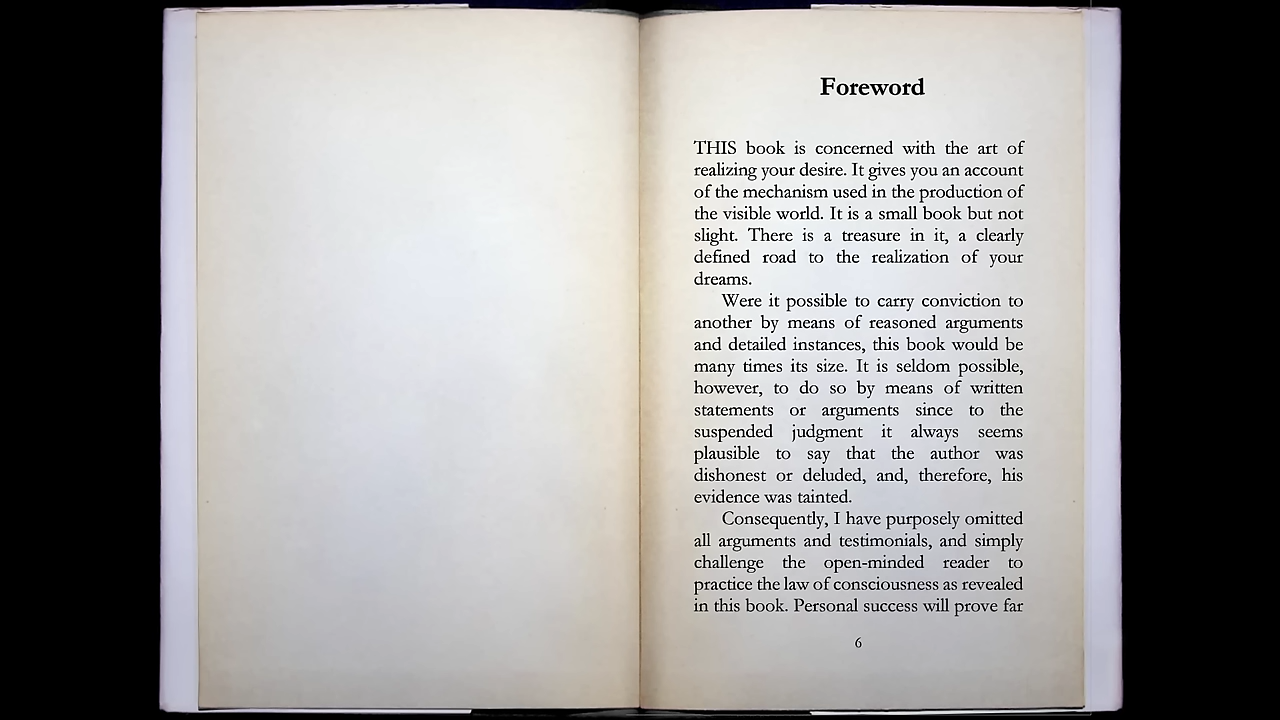 Foreword
THIS book is concerned with the art of
realizing your desire. It gives you an account
of the mechanism used in the production of
the visible world. It is a small book but not
slight. There is a treasure in it, a clearly
defined road to the realization of your
dreams.
Were it possible to carry conviction to
another by means of reasoned arguments
and detailed instances, this book would be
many times its size. It is seldom possible,
however, to do so by means of written
statements or arguments since to the
suspended judgment it always seems
plausible to say that the author was
dishonest or deluded, and, therefore, his
evidence was tainted.
Consequently, I have purposely omitted
all arguments and testimonials, and simply
challenge the open-minded reader to
practice the law of consciousness as revealed
in this book. Personal success will prove far
6